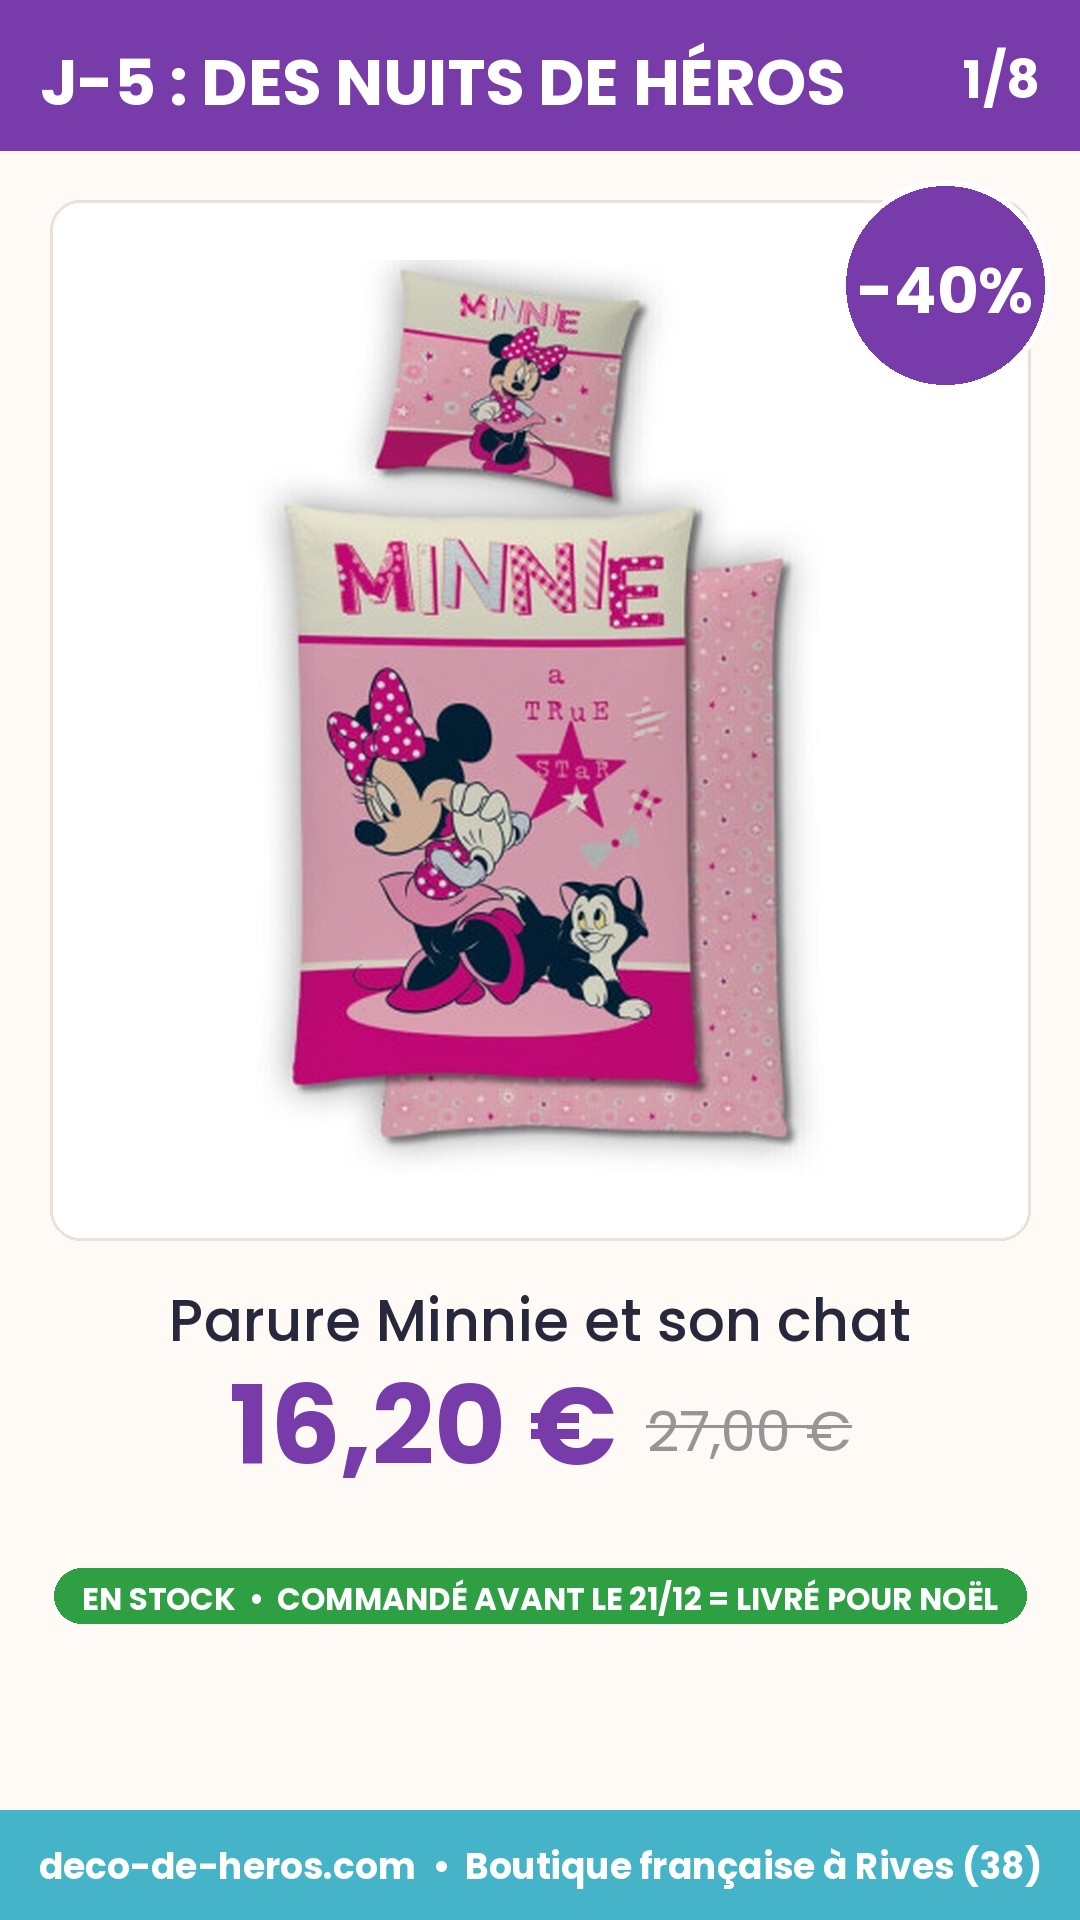 J-5 : DES NUITS DE HÉROS
1/8
-40%
MINNIE
MINNIE
a
TRuE
STaR
Parure Minnie et son chat
16,20 € 27,00 €
EN STOCK • COMMANDÉ AVANT LE 21/12 = LIVRÉ POUR NOËL
deco-de-heros.com • Boutique française à Rives (38)